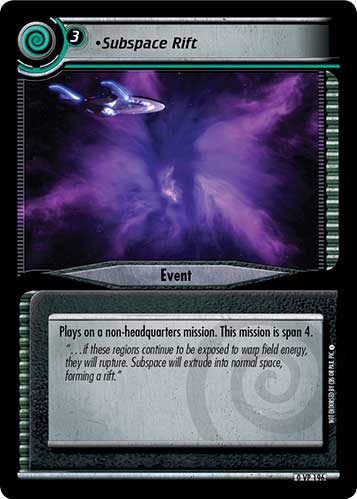 3
•Subspace Rift
Event
Plays on a non-headquarters mission. This mission is span 4.
“…if these regions continue to be exposed to warp field energy,
they will rupture. Subspace will extrude into normal space,
forming a rift.”
NOT ENDORSED BY CBS OR PAR. PIC.
0 VP 195